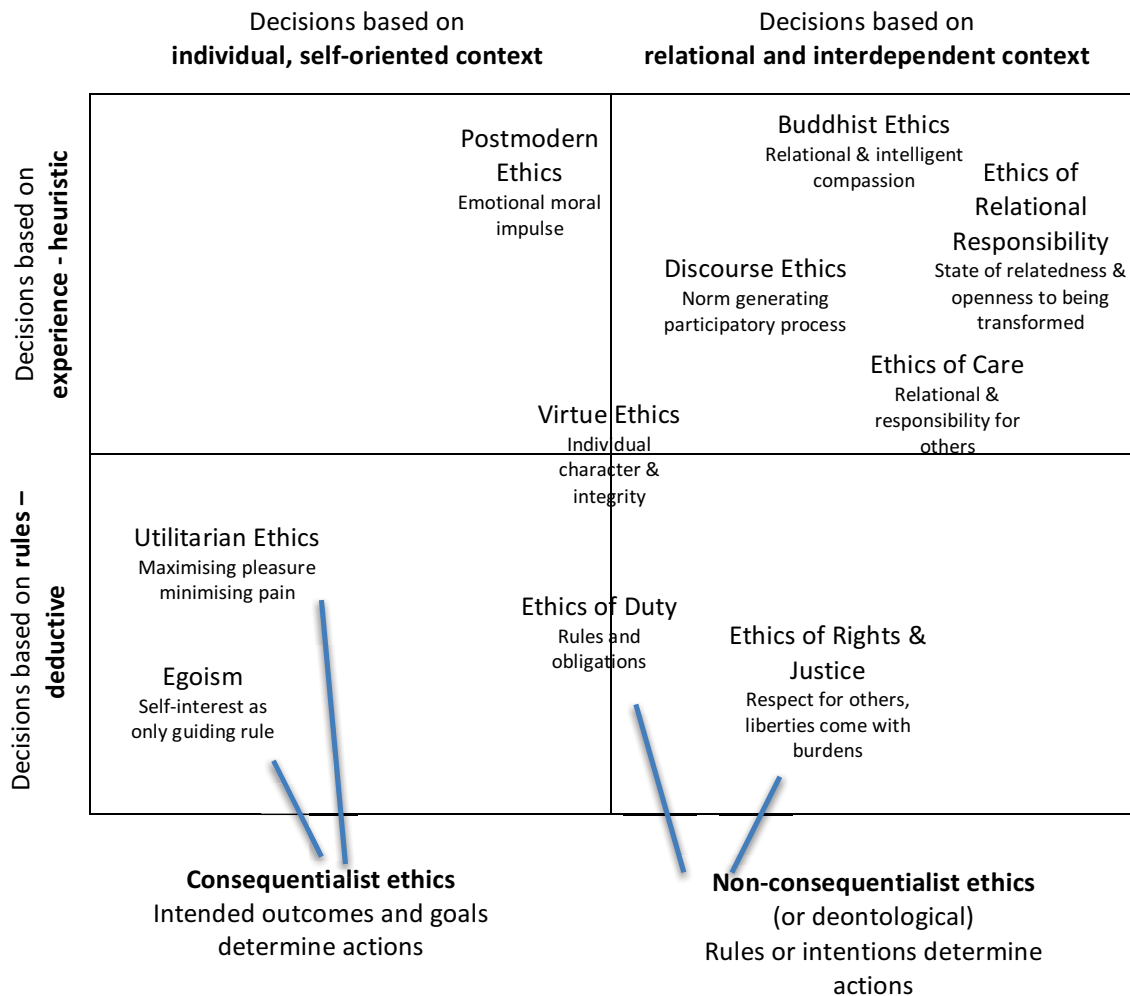 Decisions based on
individual, self-oriented context
Decisions based on
relational and interdependent context
Decisions based on
experience - heuristic
Postmodern
Ethics
Emotional moral
impulse
Buddhist Ethics
Relational & intelligent
compassion
Ethics of
Relational
Responsibility
State of relatedness &
openness to being
transformed
Discourse Ethics
Norm generating
participatory process
Ethics of Care
Relational &
responsibility for
others
Virtue Ethics
Individual
character &
integrity
Decisions based on rules –
deductive
Utilitarian Ethics
Maximising pleasure
minimising pain
Egoism
Self-interest as
only guiding rule
Ethics of Duty
Rules and
obligations
Ethics of Rights &
Justice
Respect for others,
liberties come with
burdens
Consequentialist ethics
Intended outcomes and goals
determine actions
Non-consequentialist ethics
(or deontological)
Rules or intentions determine
actions